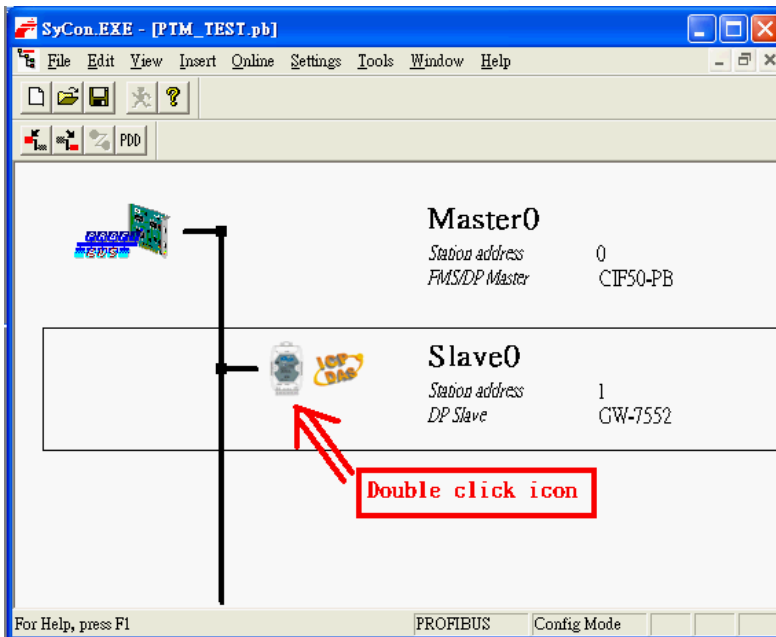 SyCon.EXE - [PTM_TEST.pb]
File Edit View Insert Online Settings Tools Window Help
PDD
Master0
Station address 0
FMS/DP Master CIF50-PB
ICP
DAS
Slave0
Station address 1
DP Slave GW-7552
Double click icon
For Help, press F1 PROFIBUS Config Mode